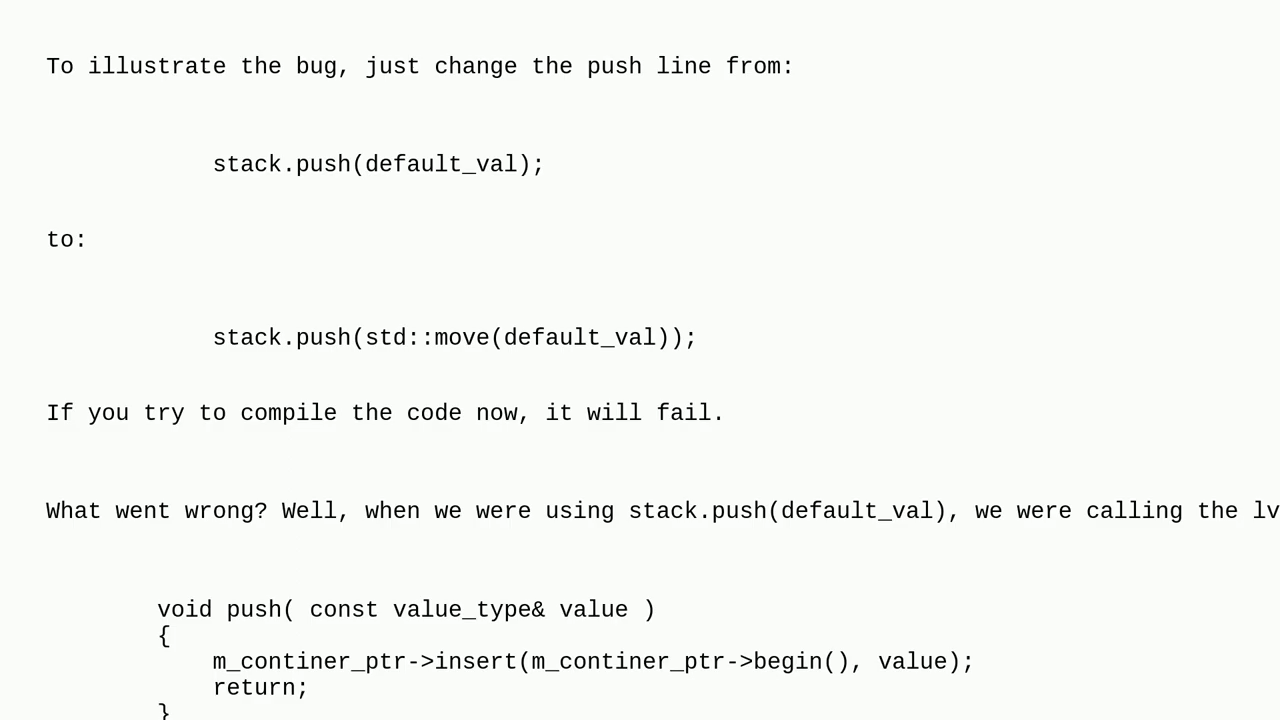 To illustrate the bug, just change the push line from:
stack.push(default_val);
to:
stack.push(std::move(default_val));
If you try to compile the code now, it will fail.
What went wrong? Well, when we were using stack.push(default_val), we were calling the lv
void push( const value_type& value )
{
m_continer_ptr->insert(m_continer_ptr->begin(), value);
return;
}